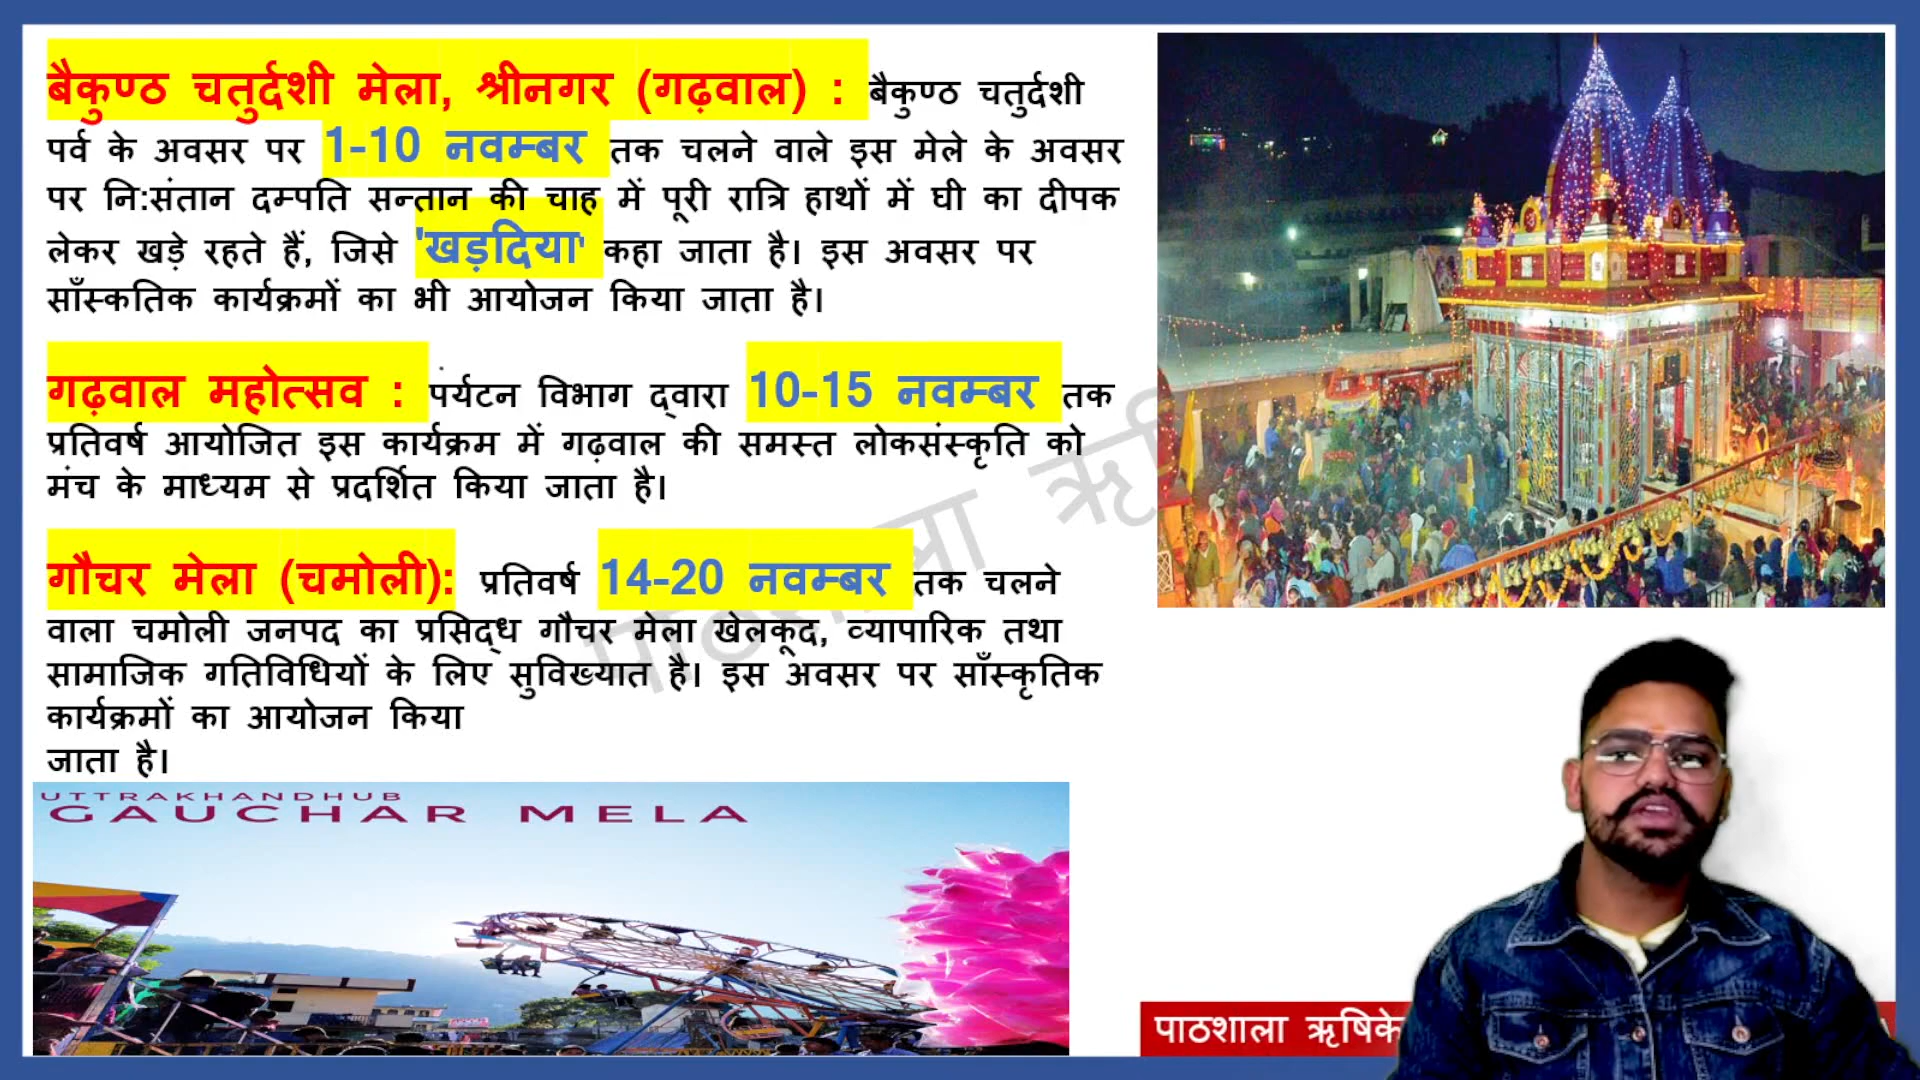 बैकुण्ठ चतुर्दशी मेला, श्रीनगर (गढ़वाल) : बैकुण्ठ चतुर्दशी
पर्व के अवसर पर 1-10 नवम्बर तक चलने वाले इस मेले के अवसर
पर नि:संतान दम्पति सन्तान की चाह में पूरी रात्रि हाथों में घी का दीपक
लेकर खड़े रहते हैं, जिसे 'खड़दिया' कहा जाता है। इस अवसर पर
साँस्कतिक कार्यक्रमों का भी आयोजन किया जाता है।
गढ़वाल महोत्सव : पंर्यटन विभाग द्वारा 10-15 नवम्बर तक
प्रतिवर्ष आयोजित इस कार्यक्रम में गढ़वाल की समस्त लोकसंस्कृति को
मंच के माध्यम से प्रदर्शित किया जाता है।
गौचर मेला (चमोली): प्रतिवर्ष 14-20 नवम्बर तक चलने
वाला चमोली जनपद का प्रसिद्ध गौचर मेला खेलकूद, व्यापारिक तथा
सामाजिक गतिविधियों के लिए सुविख्यात है। इस अवसर पर साँस्कृतिक
कार्यक्रमों का आयोजन किया
जाता है।
UTTRAKHANDHUB
GAUCHAR MELA
पाठशाला